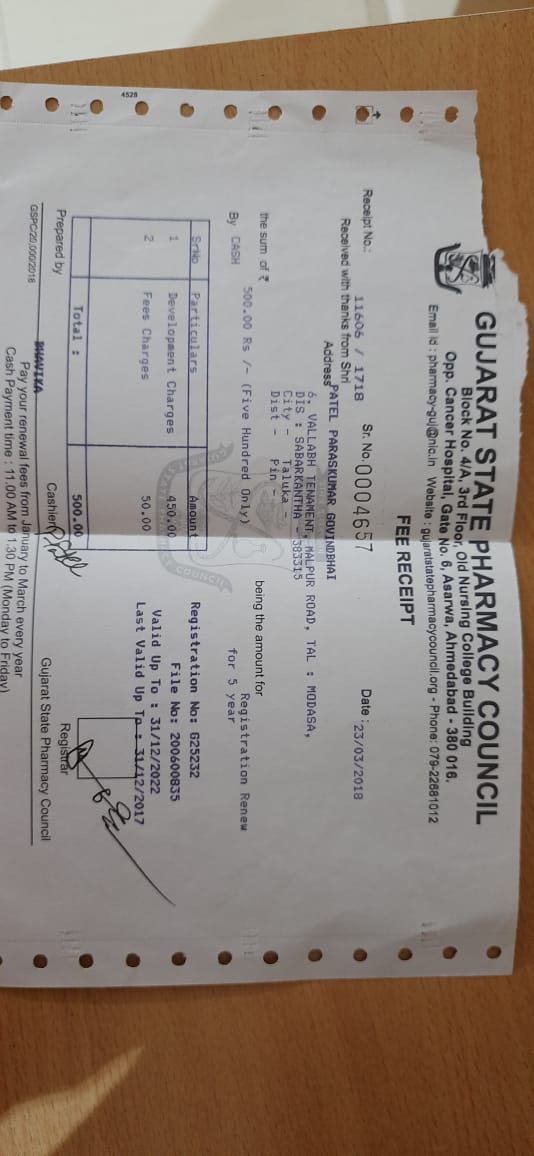 GUJARAT STATE PHARMACY COUNCIL
Block No. 4/A, 3rd Floor, Old Nursing College Building
Opp. Cancer Hospital, Gate No. 6, Asarwa, Ahmedabad - 380 016.
Email id : pharmacy-guj@nic.in Website : gujaratstatepharmacycouncil.org - Phone: 079-22681012
FEE RECEIPT
Receipt No.: 11606 / 1718 Sr. No. 0004657 Date : 23/03/2018
Received with thanks from Shri PATEL PARASKUMAR GOVINDBHAI
Address 6, VALLABH TENAMENT, MALPUR ROAD, TAL : MODASA,
DIS : SABARKANTHA - 383315
City - Taluka -
Dist - Pin -
the sum of ₹ 500.00 Rs /- (Five Hundred Only) being the amount for Registration Renew
By CASH for 5 year
SrNo Particulars Amount
1 Development Charges 450.00
2 Fees Charges 50.00
Total : 500.00
Registration No: G25232
File No: 200600835
Valid Up To : 31/12/2022
Last Valid Up To : 31/12/2017
Prepared by Cashier Registrar
BHAVIKA Gujarat State Pharmacy Council
GSPC/20,000/2018
Pay your renewal fees from January to March every year
Cash Payment time : 11.00 AM to 1.30 PM (Monday to Friday)
4528